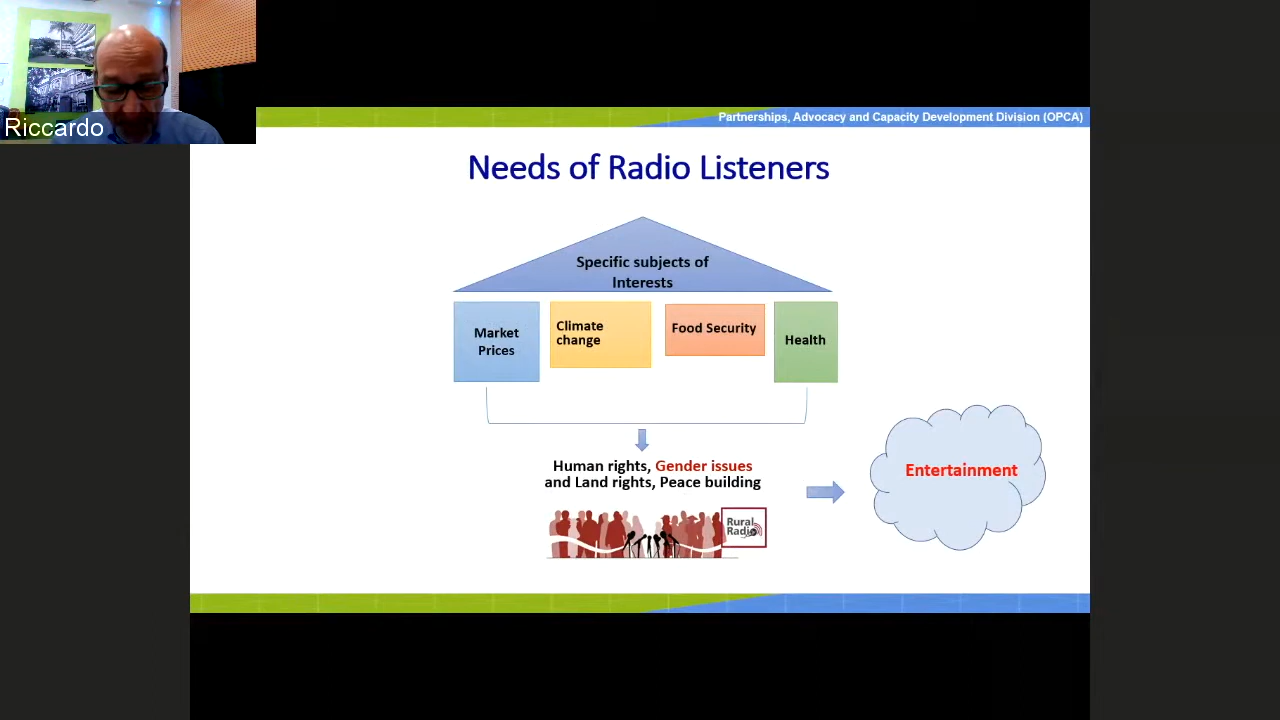 Riccardo
Partnerships, Advocacy and Capacity Development Division (OPCA)
Needs of Radio Listeners
Specific subjects of
Interests
Market
Prices
Climate
change
Food Security
Health
Human rights, Gender issues
and Land rights, Peace building
Rural
Radio
Entertainment